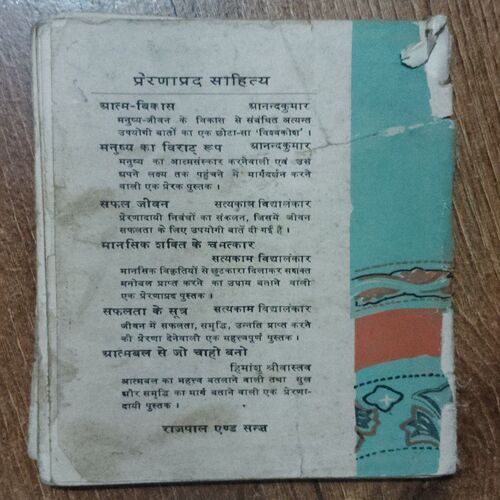 प्रेरणाप्रद साहित्य
आत्म-विकास आनन्दकुमार
मनुष्य-जीवन के विकास से संबंधित अत्यन्त
उपयोगी बातों का एक छोटा-सा 'विश्वकोश' ।
मनुष्य का विराट् रूप आनन्दकुमार
मनुष्य का आत्मसंस्कार करनेवाली एवं उसे
अपने लक्ष्य तक पहुंचने में मार्गदर्शन करने
वाली एक प्रेरक पुस्तक ।
सफल जीवन सत्यकाम विद्यालंकार
प्रेरणादायी निबंधों का संकलन, जिसमें जीवन
सफलता के लिए उपयोगी बातें दी गई हैं ।
मानसिक शक्ति के चमत्कार
सत्यकाम विद्यालंकार
मानसिक विकृतियों से छुटकारा दिलाकर सशक्त
मनोबल प्राप्त करने का उपाय बताने वाली
एक प्रेरणाप्रद पुस्तक ।
सफलता के सूत्र सत्यकाम विद्यालंकार
जीवन में सफलता, समृद्धि, उन्नति प्राप्त करने
की प्रेरणा देनेवाली एक महत्त्वपूर्ण पुस्तक ।
आत्मबल से जो चाहो बनो
हिमांशु श्रीवास्तव
आत्मबल का महत्त्व बतलाने वाली तथा सुख
और समृद्धि का मार्ग बताने वाली एक प्रेरणा-
दायी पुस्तक ।
राजपाल एण्ड सन्ज़